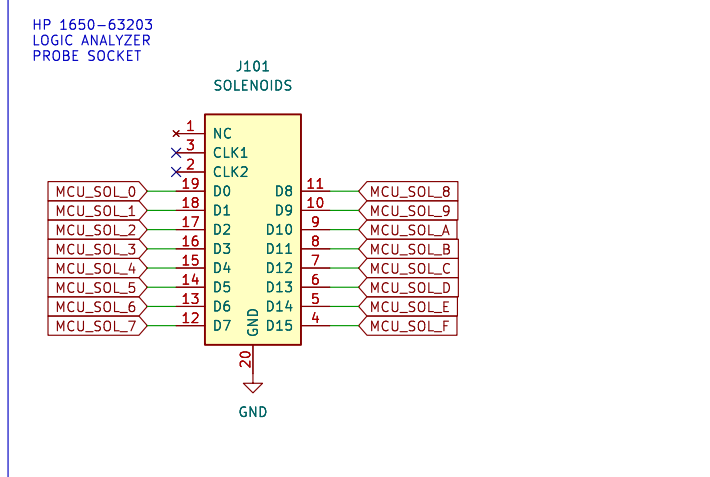 HP 1650-63203
LOGIC ANALYZER
PROBE SOCKET
J101
SOLENOIDS
1 NC
3 CLK1
2 CLK2
MCU_SOL_0 19 D0 D8 11 MCU_SOL_8
MCU_SOL_1 18 D1 D9 10 MCU_SOL_9
MCU_SOL_2 17 D2 D10 9 MCU_SOL_A
MCU_SOL_3 16 D3 D11 8 MCU_SOL_B
MCU_SOL_4 15 D4 D12 7 MCU_SOL_C
MCU_SOL_5 14 D5 D13 6 MCU_SOL_D
MCU_SOL_6 13 D6 D14 5 MCU_SOL_E
MCU_SOL_7 12 D7 D15 4 MCU_SOL_F
GND
20
GND